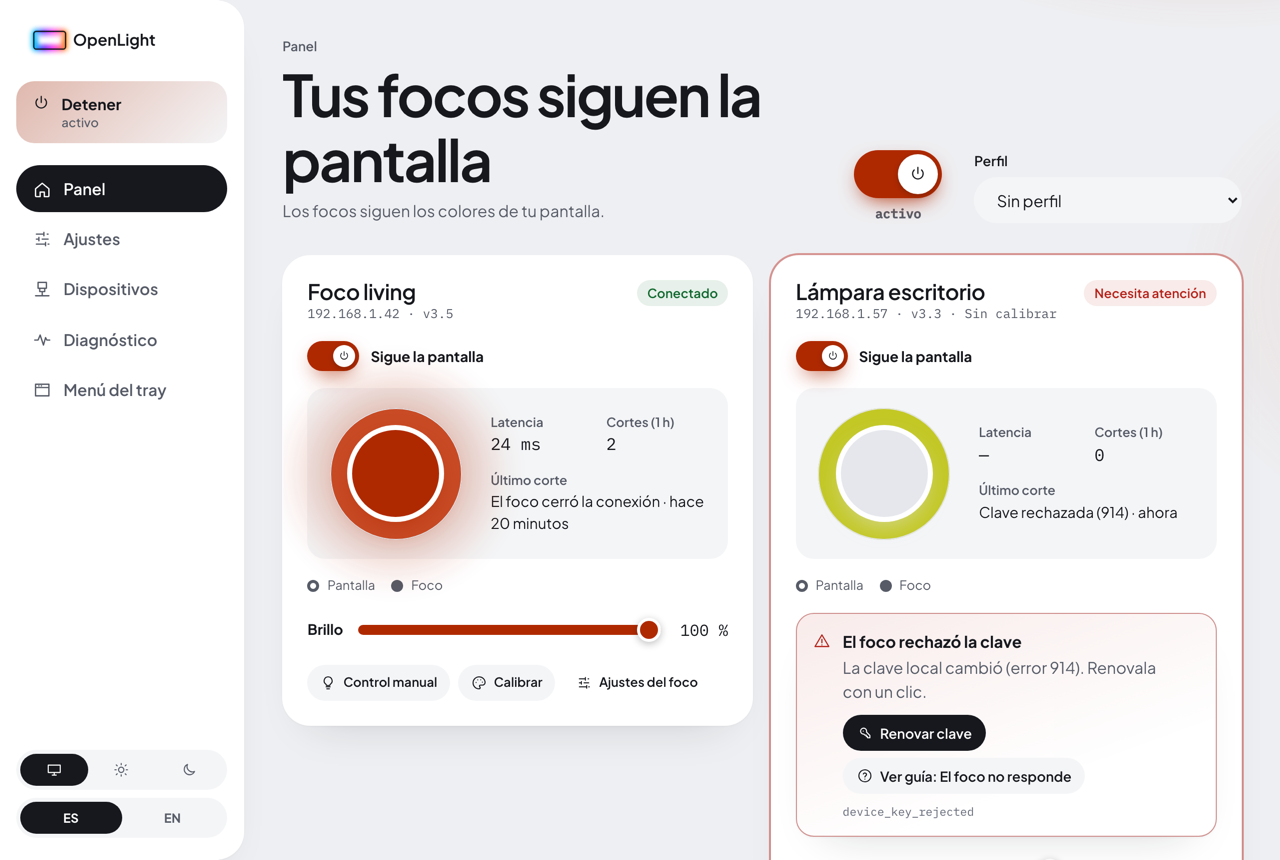 OpenLight
Detener
activo
Panel
Ajustes
Dispositivos
Diagnóstico
Menú del tray
ES
EN
Panel
Tus focos siguen la
pantalla
Los focos siguen los colores de tu pantalla.
activo
Perfil
Sin perfil
Foco living
Conectado
192.168.1.42 · v3.5
Sigue la pantalla
Latencia
24 ms
Cortes (1 h)
2
Último corte
El foco cerró la conexión · hace
20 minutos
Pantalla
Foco
Brillo
100 %
Control manual
Calibrar
Ajustes del foco
Lámpara escritorio
Necesita atención
192.168.1.57 · v3.3 · Sin calibrar
Sigue la pantalla
Latencia
—
Cortes (1 h)
0
Último corte
Clave rechazada (914) · ahora
Pantalla
Foco
El foco rechazó la clave
La clave local cambió (error 914). Renovala
con un clic.
Renovar clave
Ver guía: El foco no responde
device_key_rejected